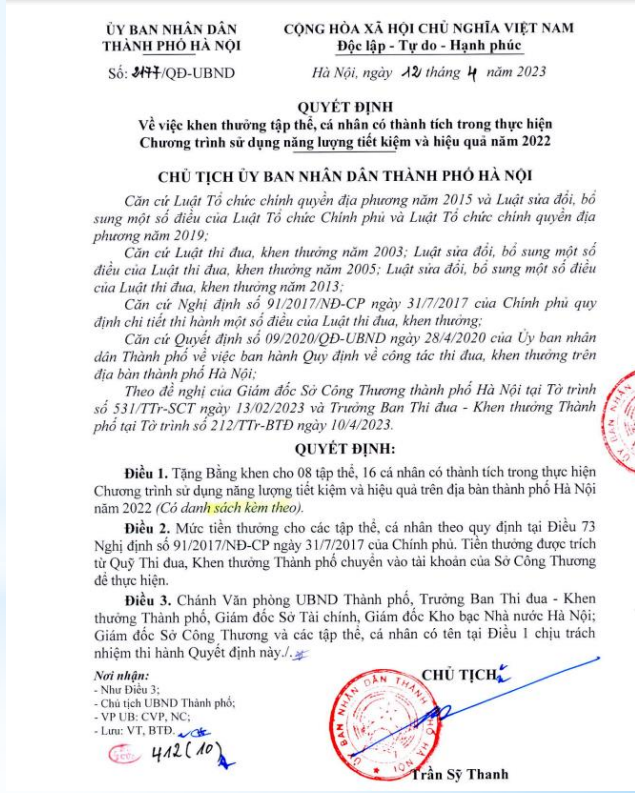 ỦY BAN NHÂN DÂN
THÀNH PHỐ HÀ NỘI
Số: 2177/QĐ-UBND
CỘNG HÒA XÃ HỘI CHỦ NGHĨA VIỆT NAM
Độc lập - Tự do - Hạnh phúc
Hà Nội, ngày 12 tháng 4 năm 2023
QUYẾT ĐỊNH
Về việc khen thưởng tập thể, cá nhân có thành tích trong thực hiện
Chương trình sử dụng năng lượng tiết kiệm và hiệu quả năm 2022
CHỦ TỊCH ỦY BAN NHÂN DÂN THÀNH PHỐ HÀ NỘI
Căn cứ Luật Tổ chức chính quyền địa phương năm 2015 và Luật sửa đổi, bổ
sung một số điều của Luật Tổ chức Chính phủ và Luật Tổ chức chính quyền địa
phương năm 2019;
Căn cứ Luật thi đua, khen thưởng năm 2003; Luật sửa đổi, bổ sung một số
điều của Luật thi đua, khen thưởng năm 2005; Luật sửa đổi, bổ sung một số điều
của Luật thi đua, khen thưởng năm 2013;
Căn cứ Nghị định số 91/2017/NĐ-CP ngày 31/7/2017 của Chính phủ quy
định chi tiết thi hành một số điều của Luật thi đua, khen thưởng;
Căn cứ Quyết định số 09/2020/QĐ-UBND ngày 28/4/2020 của Ủy ban nhân
dân Thành phố về việc ban hành Quy định về công tác thi đua, khen thưởng trên
địa bàn thành phố Hà Nội;
Theo đề nghị của Giám đốc Sở Công Thương thành phố Hà Nội tại Tờ trình
số 531/TTr-SCT ngày 13/02/2023 và Trưởng Ban Thi đua - Khen thưởng Thành
phố tại Tờ trình số 212/TTr-BTĐ ngày 10/4/2023.
QUYẾT ĐỊNH:
Điều 1. Tặng Bằng khen cho 08 tập thể, 16 cá nhân có thành tích trong thực hiện
Chương trình sử dụng năng lượng tiết kiệm và hiệu quả trên địa bàn thành phố Hà Nội
năm 2022 (Có danh sách kèm theo).
Điều 2. Mức tiền thưởng cho các tập thể, cá nhân theo quy định tại Điều 73
Nghị định số 91/2017/NĐ-CP ngày 31/7/2017 của Chính phủ. Tiền thưởng được trích
từ Quỹ Thi đua, Khen thưởng Thành phố chuyển vào tài khoản của Sở Công Thương
để thực hiện.
Điều 3. Chánh Văn phòng UBND Thành phố, Trưởng Ban Thi đua - Khen
thưởng Thành phố, Giám đốc Sở Tài chính, Giám đốc Kho bạc Nhà nước Hà Nội;
Giám đốc Sở Công Thương và các tập thể, cá nhân có tên tại Điều 1 chịu trách
nhiệm thi hành Quyết định này./.
Nơi nhận:
- Như Điều 3;
- Chủ tịch UBND Thành phố;
- VP UB: CVP, NC;
- Lưu: VT, BTĐ.
412 (10)
CHỦ TỊCH
ỦY BAN NHÂN DÂN THÀNH PHỐ HÀ NỘI
Trần Sỹ Thanh